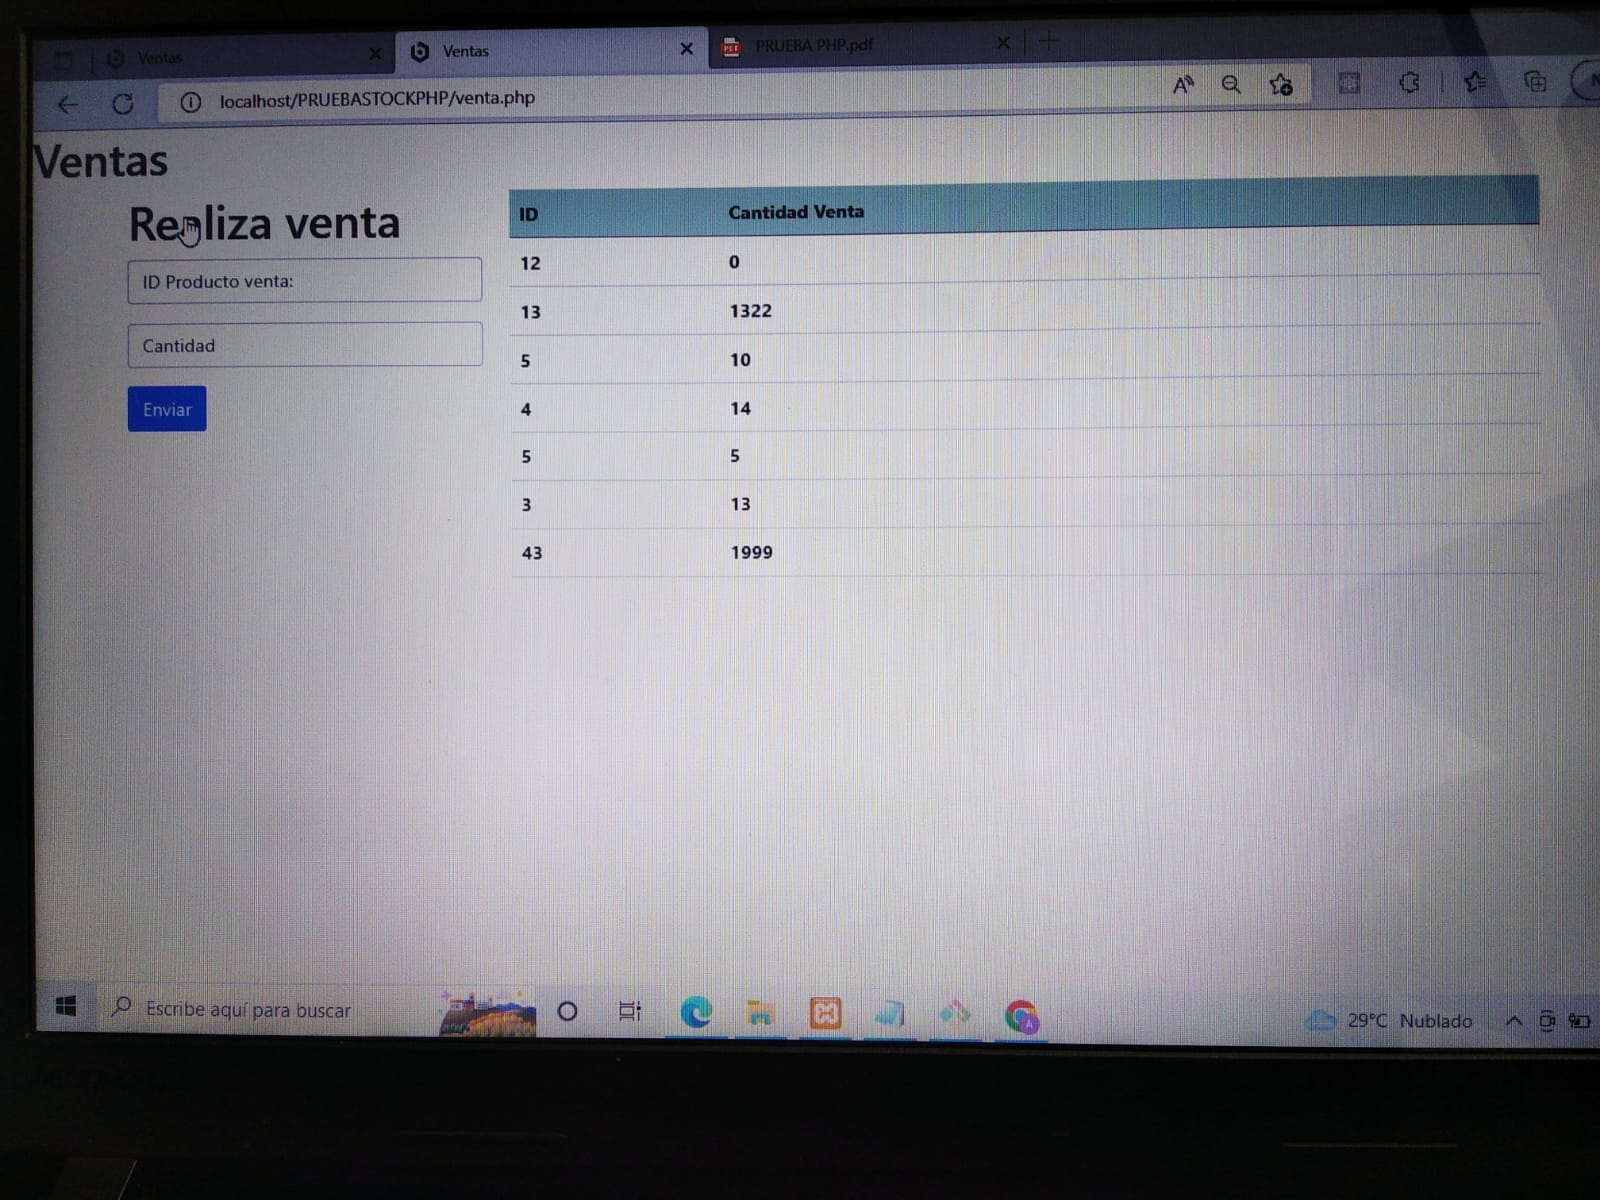 Ventas
Ventas
PRUEBA PHP.pdf
localhost/PRUEBASTOCKPHP/venta.php
Ventas
Realiza venta
ID Producto venta:
Cantidad
Enviar
ID Cantidad Venta
12 0
13 1322
5 10
4 14
5 5
3 13
43 1999
Escribe aquí para buscar
29°C Nublado